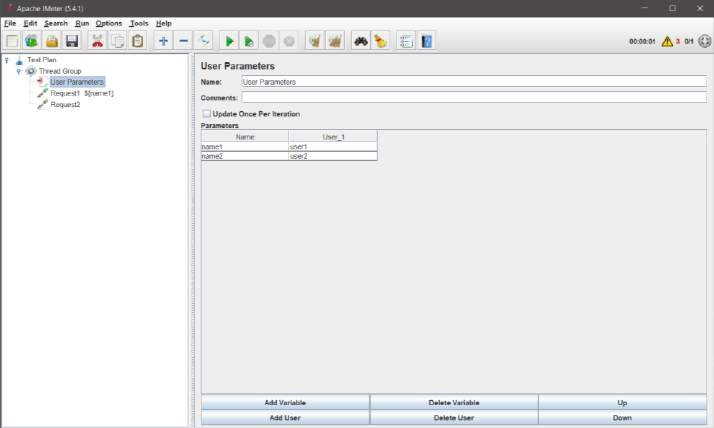 Apache JMeter (5.4.1)
File Edit Search Run Options Tools Help
00:00:01 3 0/1
Test Plan
Thread Group
User Parameters
Request1 ${name1}
Request2
User Parameters
Name: User Parameters
Comments:
Update Once Per Iteration
Parameters
Name: User_1
name1 user1
name2 user2
Add Variable Delete Variable Up
Add User Delete User Down